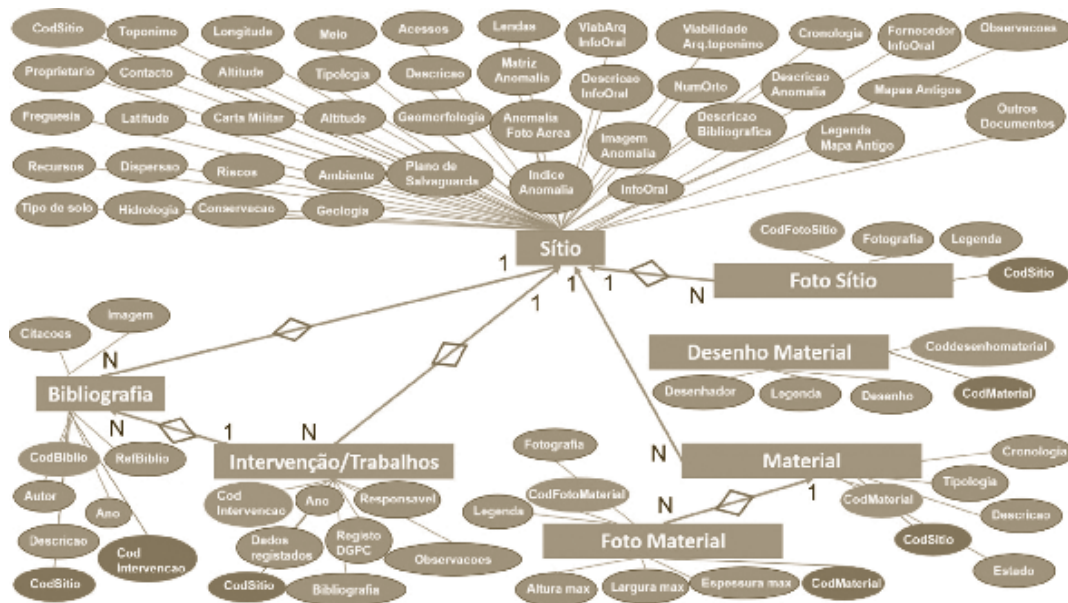 CodSitio
Toponimo
Longitude
Meio
Acessos
Lendas
ViabArq
InfoOral
Viabilidade
Arq.toponimo
Cronologia
Fornecedor
InfoOral
Observacoes
Proprietario
Contacto
Altitude
Tipologia
Descricao
Matriz
Anomalia
Descricao
InfoOral
NumOrto
Descricao
Anomalia
Mapas Antigos
Outros
Documentos
Freguesia
Latitude
Carta Militar
Altitude
Geomorfologia
Anomalia
Foto Aerea
Imagem
Anomalia
Descricao
Bibliografica
Legenda
Mapa Antigo
Recursos
Dispersao
Riscos
Ambiente
Plano de
Salvaguarda
Indice
Anomalia
InfoOral
Tipo de solo
Hidrologia
Conservacao
Geologia
Sítio
1
1
1
1
N
CodFotoSitio
Fotografia
Legenda
Foto Sítio
CodSitio
Citacoes
Imagem
N
Bibliografia
N
1
N
Desenho Material
Coddesenhomaterial
Desenhador
Legenda
Desenho
CodMaterial
CodBiblio
RefBiblio
Autor
Ano
Descricao
Cod
Intervencao
CodSitio
Intervenção/Trabalhos
Cod
Intervencao
Ano
Responsavel
Dados
registados
Registo
DGPC
Observacoes
CodSitio
Bibliografia
N
Material
Cronologia
Tipologia
CodMaterial
Descricao
CodSitio
Estado
N
1
Fotografia
CodFotoMaterial
Legenda
Foto Material
Altura max
Largura max
Espessura max
CodMaterial